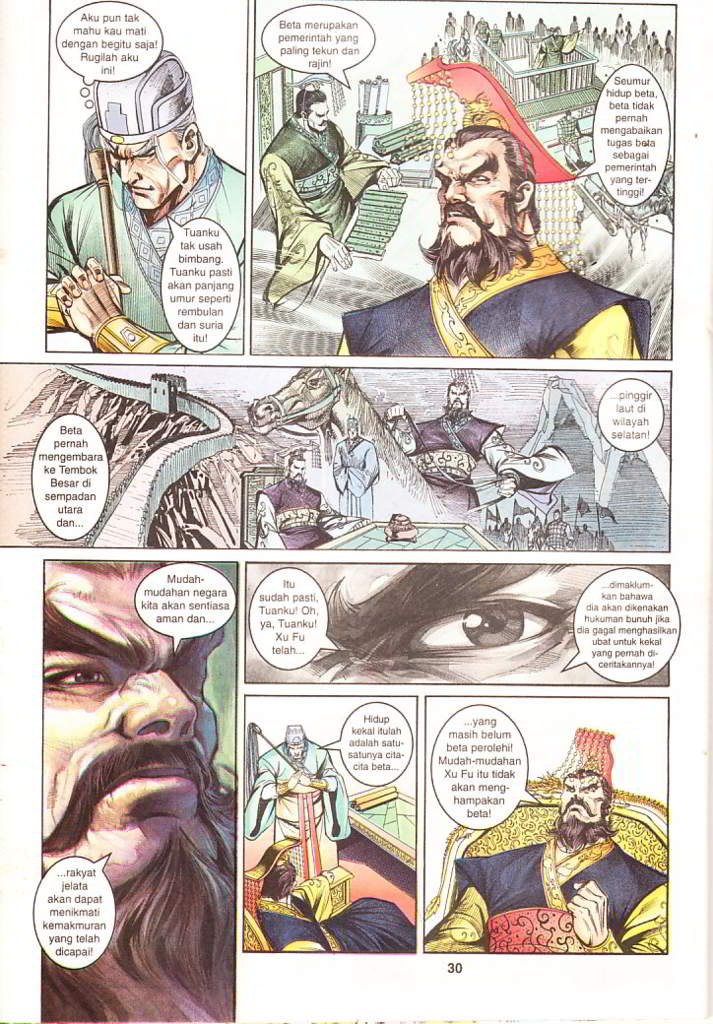 Aku pun tak
mahu kau mati
dengan begitu saja!
Rugilah aku
ini!
Tuanku
tak usah
bimbang.
Tuanku pasti
akan panjang
umur seperti
rembulan
dan suria
itu!
Beta merupakan
pemerintah yang
paling tekun dan
rajin!
Seumur
hidup beta,
beta tidak
pernah
mengabaikan
tugas beta
sebagai
pemerintah
yang ter-
tinggi!
Beta
pernah
mengembara
ke Tembok
Besar di
sempadan
utara
dan...
...pinggir
laut di
wilayah
selatan!
Mudah-
mudahan negara
kita akan sentiasa
aman dan...
...rakyat
jelata
akan dapat
menikmati
kemakmuran
yang telah
dicapai!
Itu
sudah pasti,
Tuanku! Oh,
ya, Tuanku!
Xu Fu
telah...
...dimaklum-
kan bahawa
dia akan dikenakan
hukuman bunuh jika
dia gagal menghasilkan
ubat untuk kekal
yang pernah di-
ceritakannya!
Hidup
kekal itulah
adalah satu-
satunya cita-
cita beta...
...yang
masih belum
beta perolehi!
Mudah-mudahan
Xu Fu itu tidak
akan meng-
hampakan
beta!
30